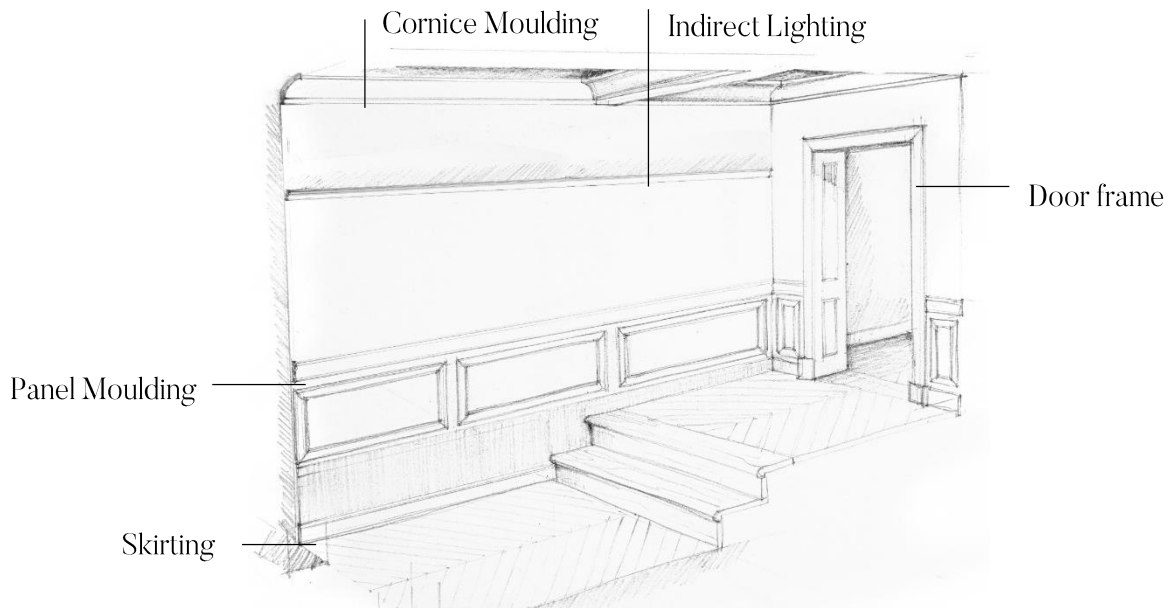 Cornice Moulding
Indirect Lighting
Door frame
Panel Moulding
Skirting